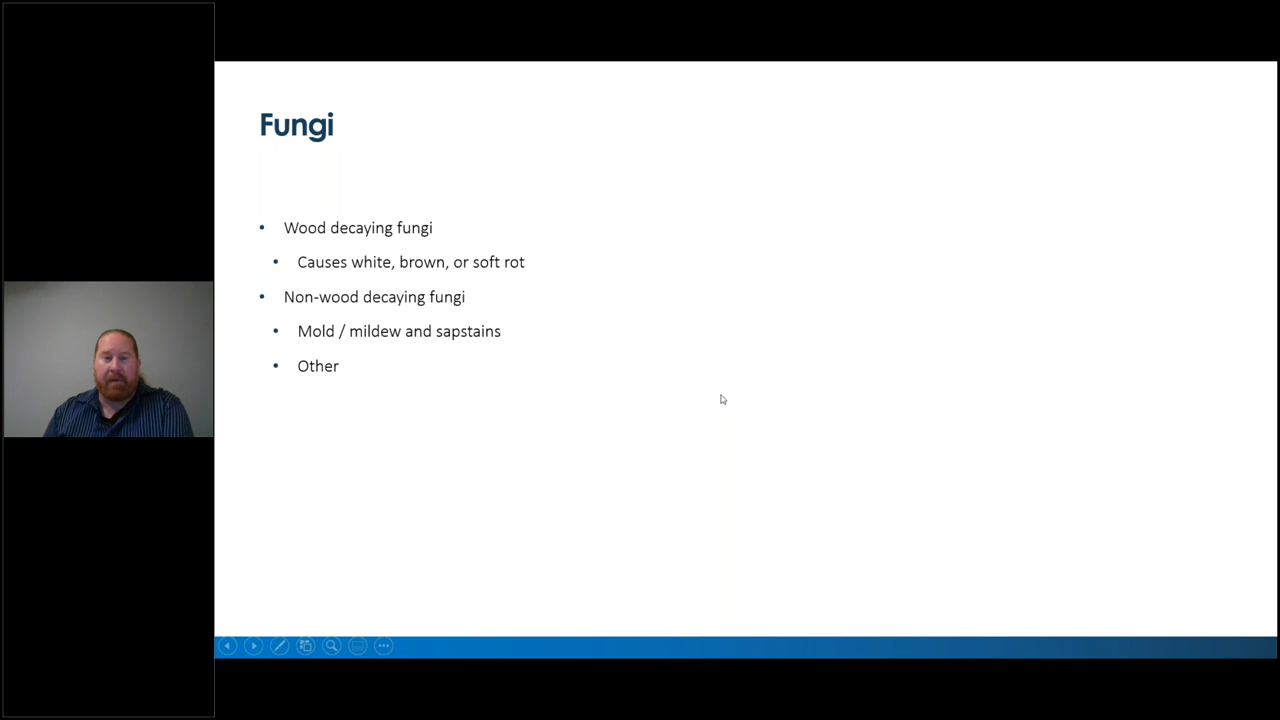 Fungi
• Wood decaying fungi
• Causes white, brown, or soft rot
• Non-wood decaying fungi
• Mold / mildew and sapstains
• Other